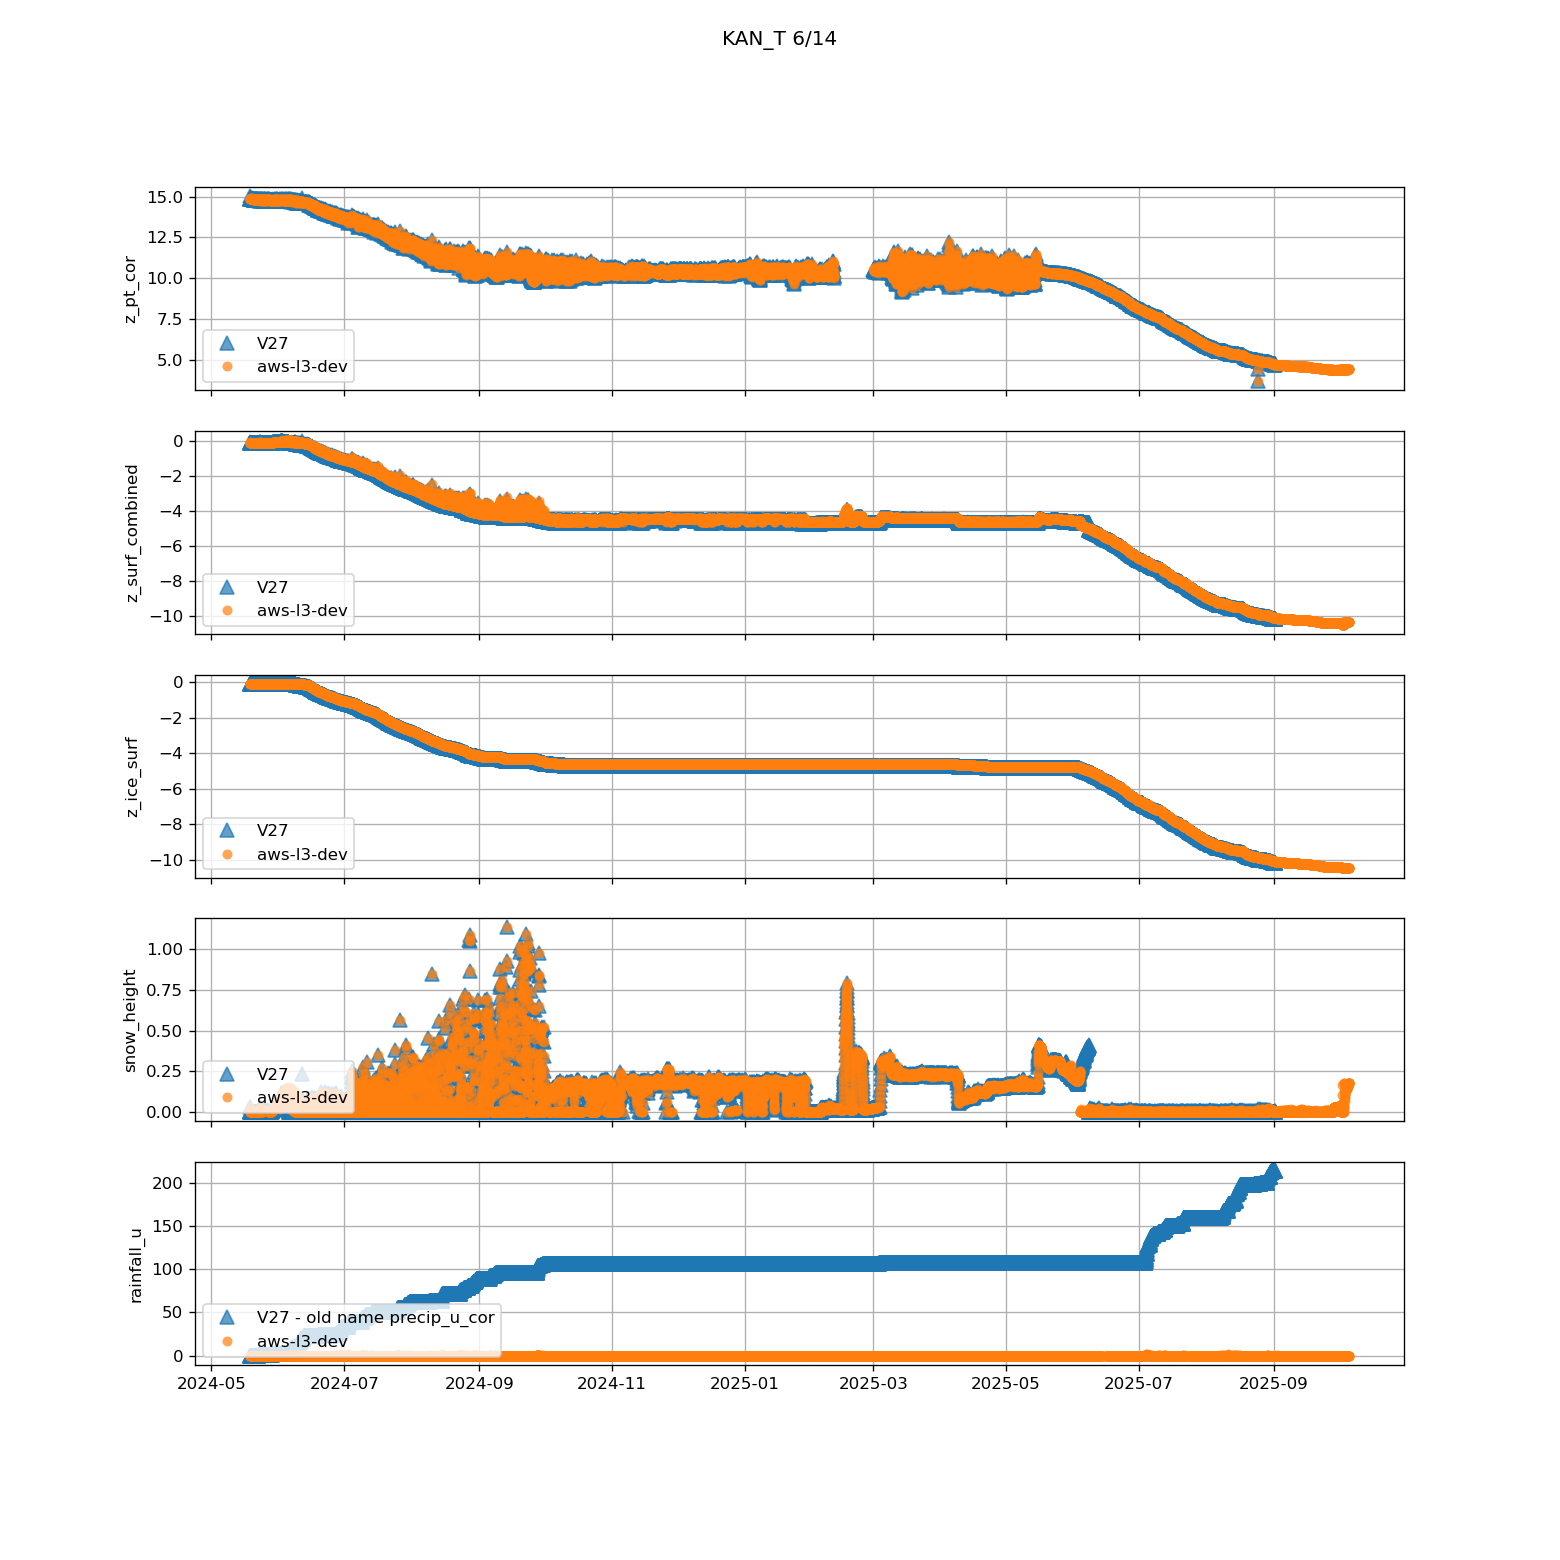 KAN_T 6/14
15.0
12.5
10.0
7.5
5.0
z_pt_cor
V27
aws-l3-dev
0
−2
−4
−6
−8
−10
z_surf_combined
V27
aws-l3-dev
0
−2
−4
−6
−8
−10
z_ice_surf
V27
aws-l3-dev
1.00
0.75
0.50
0.25
0.00
snow_height
V27
aws-l3-dev
200
150
100
50
0
rainfall_u
V27 - old name precip_u_cor
aws-l3-dev
2024-05 2024-07 2024-09 2024-11 2025-01 2025-03 2025-05 2025-07 2025-09